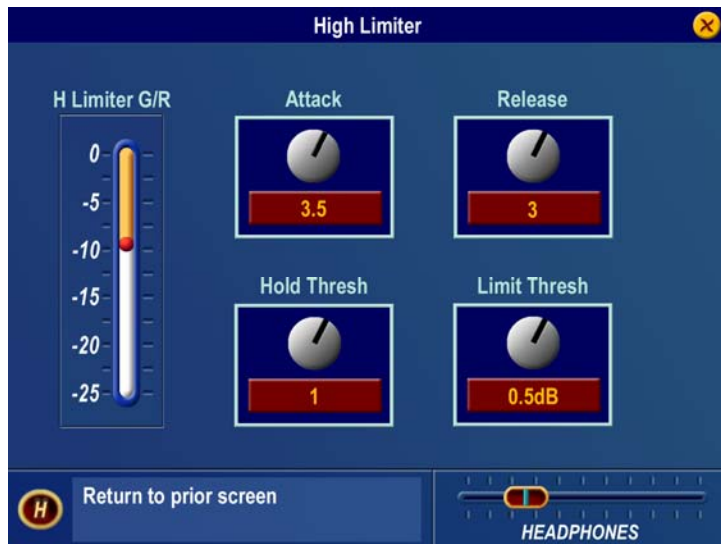 High Limiter
H Limiter G/R
0
-5
-10
-15
-20
-25
Attack
3.5
Release
3
Hold Thresh
1
Limit Thresh
0.5dB
H
Return to prior screen
HEADPHONES